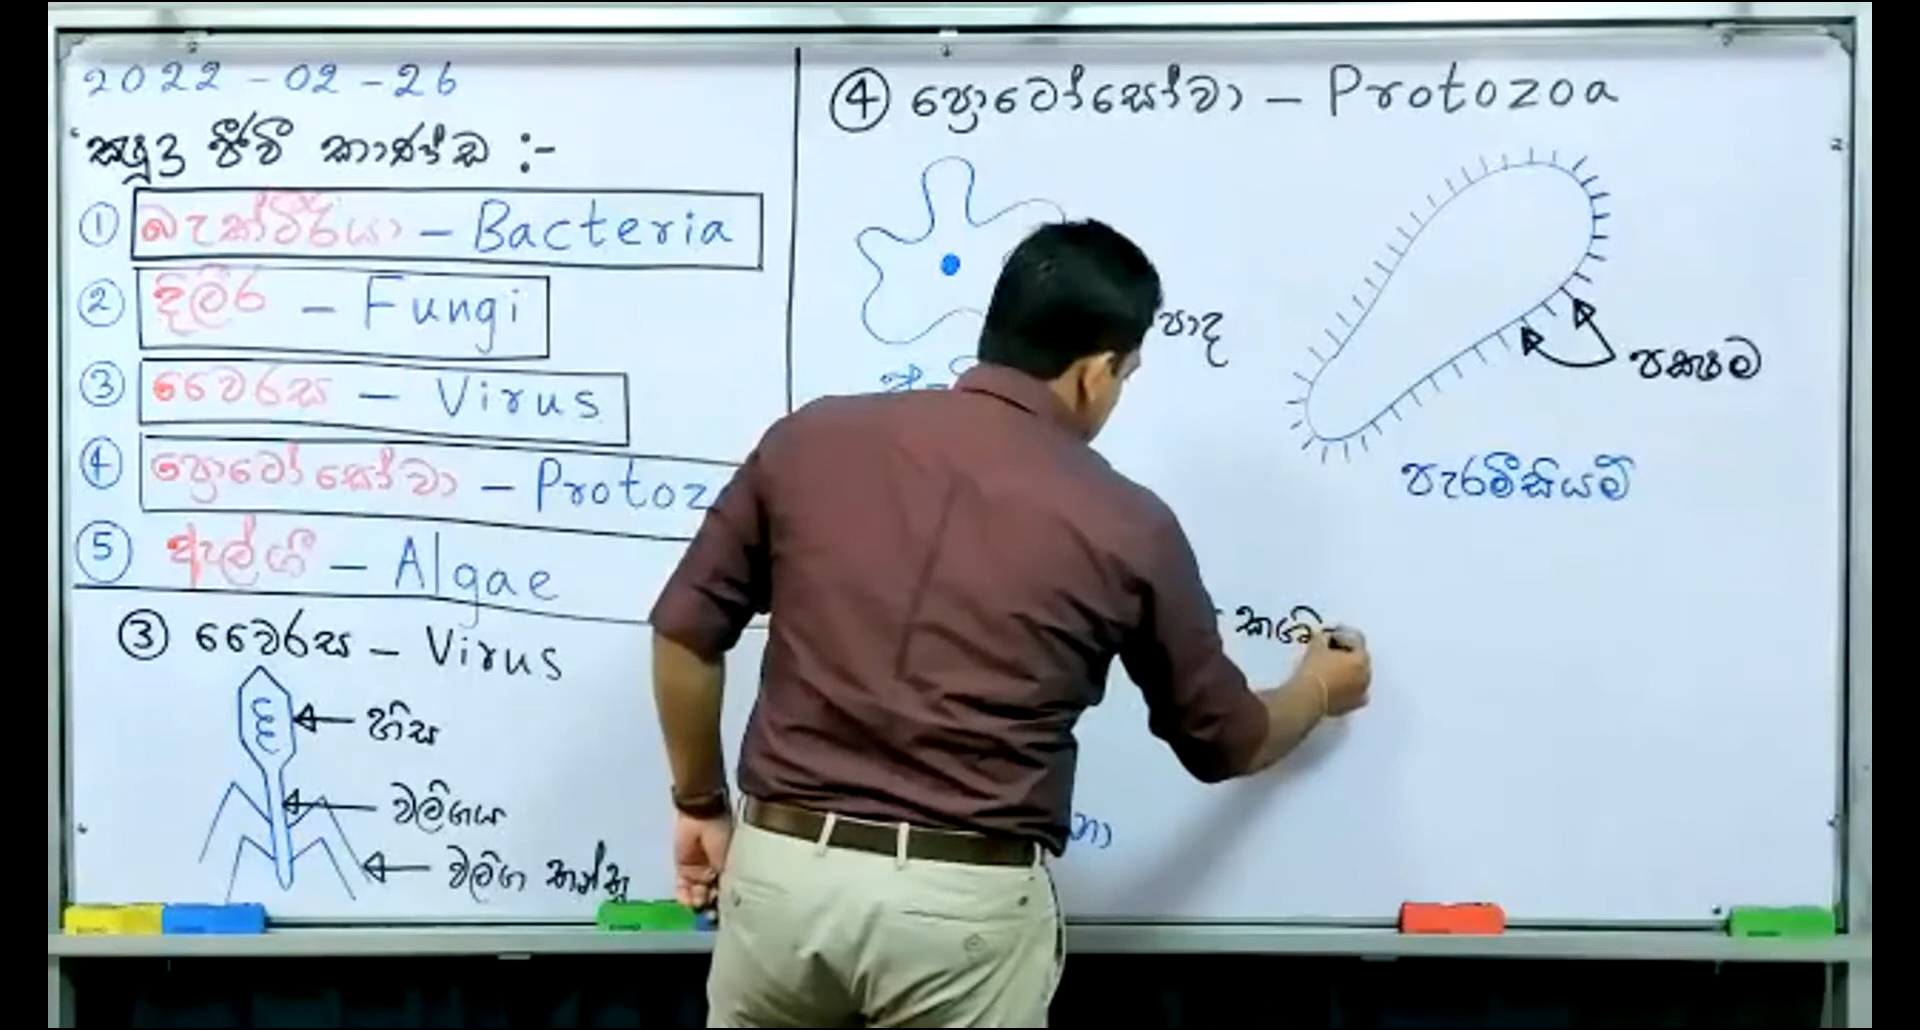 2022-02-26
ක්‍ෂුද්‍ර ජීවී කාණ්ඩ :-
① බැක්ටීරියා - Bacteria
② දිලීර - Fungi
③ වෛරස - Virus
④ ප්‍රොටෝසෝවා - Protoz
⑤ ඇල්ගී - Algae
③ වෛරස - Virus
හිස
වලිගය
වලිග තන්තු
④ ප්‍රොටෝසෝවා - Protozoa
පාද
පක්ෂම
පැරමීසියම්